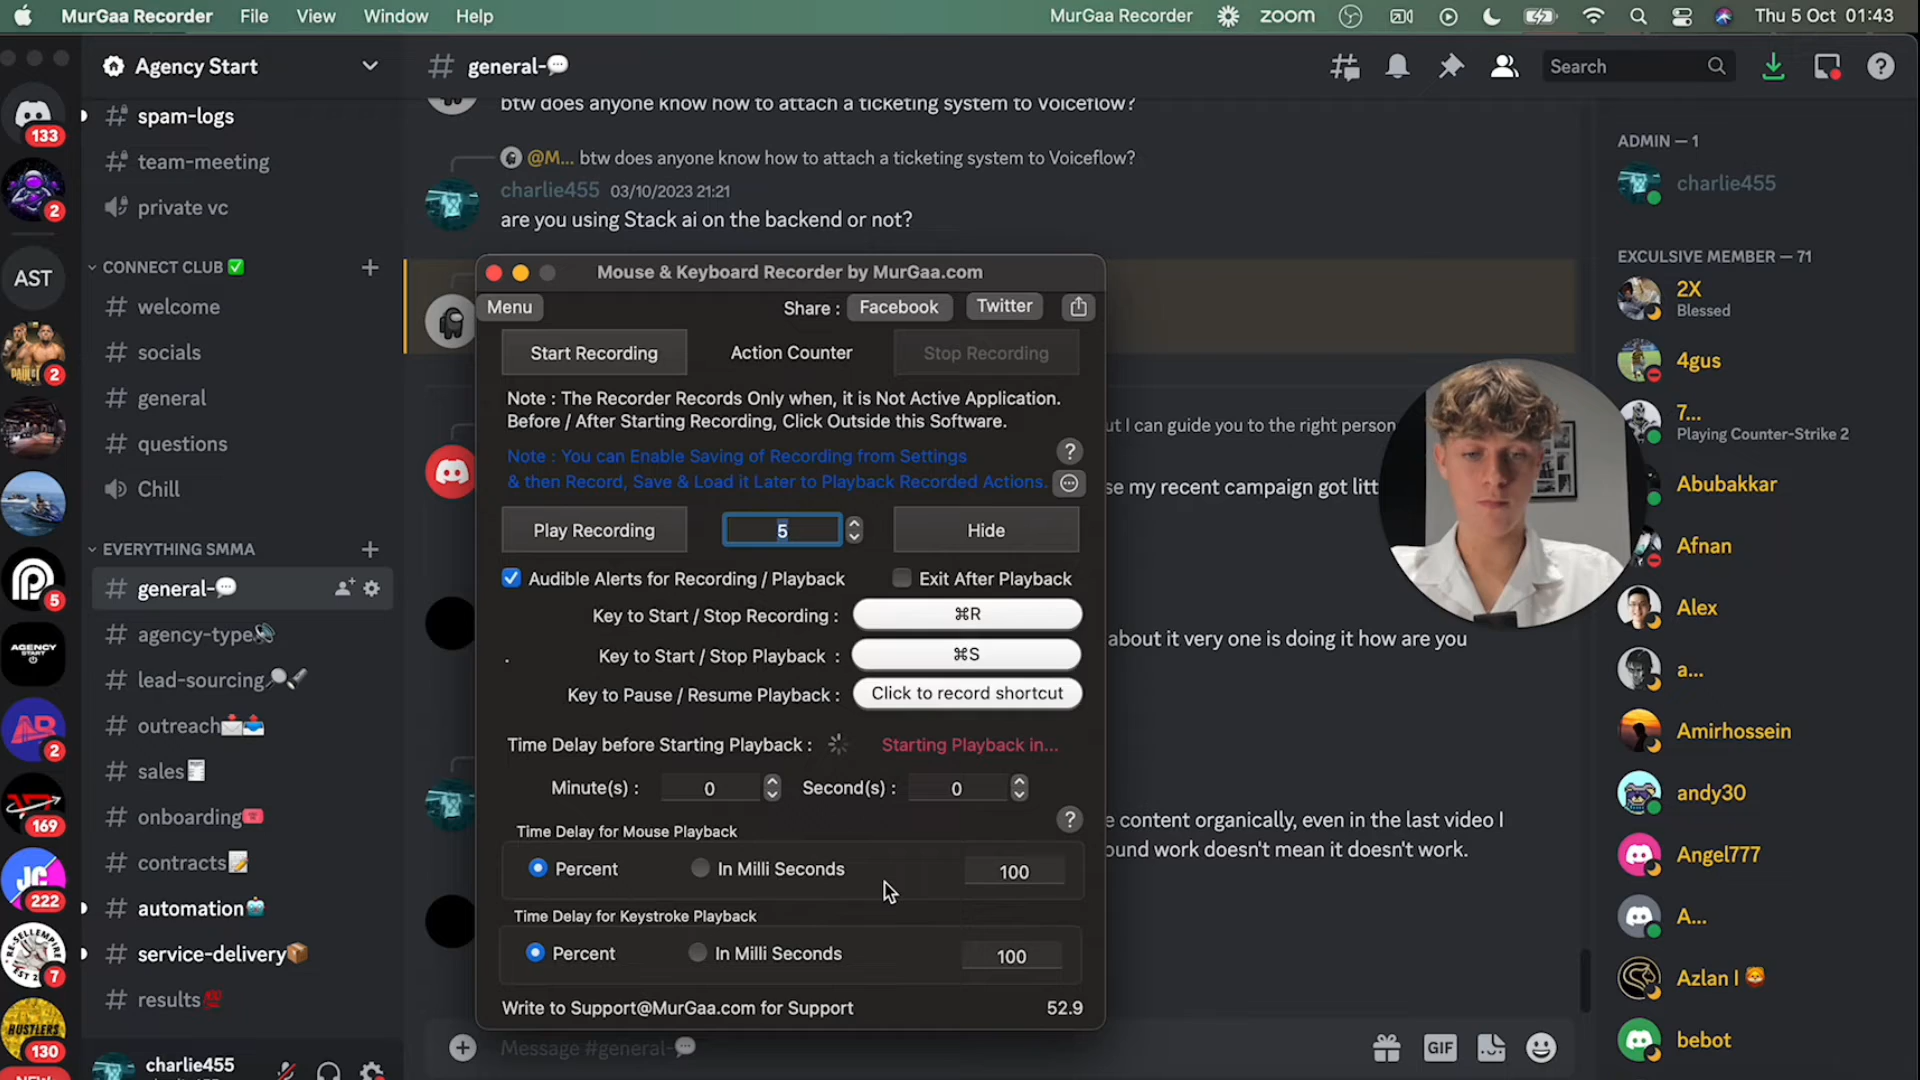 MurGaa Recorder File View Window Help
MurGaa Recorder zoom Thu 5 Oct 01:43
Agency Start
spam-logs
team-meeting
private vc
CONNECT CLUB ✅
welcome
socials
general
questions
Chill
EVERYTHING SMMA
general-💬
agency-type🔊
lead-sourcing
outreach📩📤
sales🧾
onboarding🎟️
contracts📝
automation🤖
service-delivery📦
results💯
charlie455
133
2
AST
2
5
AGENCY
START
AB
2
169
JC
222
RE-SELL EMPIRE
7
HUSTLERS
130
NEW
# general-💬
Search
btw does anyone know how to attach a ticketing system to Voiceflow?
@M... btw does anyone know how to attach a ticketing system to Voiceflow?
charlie455 03/10/2023 21:21
are you using Stack ai on the backend or not?
ut I can guide you to the right person
se my recent campaign got litt
about it very one is doing it how are you
e content organically, even in the last video I
ound work doesn't mean it doesn't work.
Message #general-💬
GIF
Mouse & Keyboard Recorder by MurGaa.com
Menu Share : Facebook Twitter
Start Recording Action Counter Stop Recording
Note : The Recorder Records Only when, it is Not Active Application.
Before / After Starting Recording, Click Outside this Software.
Note : You can Enable Saving of Recording from Settings ?
& then Record, Save & Load it Later to Playback Recorded Actions.
Play Recording 5 Hide
Audible Alerts for Recording / Playback Exit After Playback
Key to Start / Stop Recording : ⌘R
. Key to Start / Stop Playback : ⌘S
Key to Pause / Resume Playback : Click to record shortcut
Time Delay before Starting Playback : Starting Playback in...
Minute(s) : 0 Second(s) : 0
Time Delay for Mouse Playback ?
Percent In Milli Seconds 100
Time Delay for Keystroke Playback
Percent In Milli Seconds 100
Write to Support@MurGaa.com for Support 52.9
ADMIN — 1
charlie455
EXCULSIVE MEMBER — 71
2X
Blessed
4gus
7...
Playing Counter-Strike 2
Abubakkar
Afnan
Alex
a...
Amirhossein
andy30
Angel777
A...
Azlan I 🦁
bebot